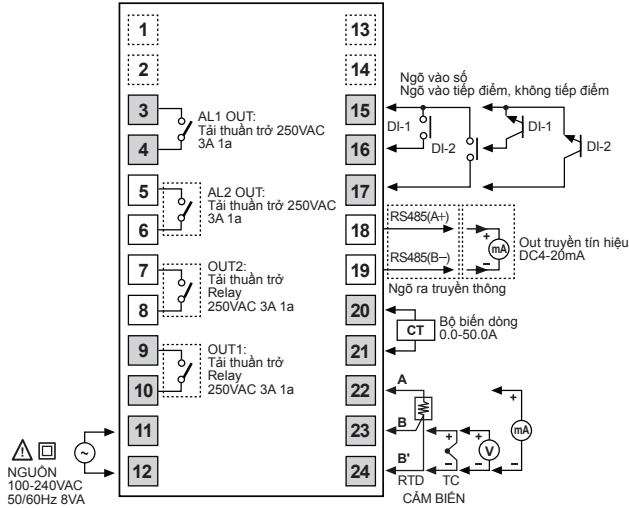 1
2
3
4
5
6
7
8
9
10
11
12
AL1 OUT:
Tải thuần trở 250VAC
3A 1a
AL2 OUT:
Tải thuần trở 250VAC
3A 1a
OUT2:
Tải thuần trở
Relay
250VAC 3A 1a
OUT1:
Tải thuần trở
Relay
250VAC 3A 1a
~
NGUỒN
100-240VAC
50/60Hz 8VA
13
14
15
16
17
18
19
20
21
22
23
24
Ngõ vào số
Ngõ vào tiếp điểm, không tiếp điểm
DI-1
DI-2
DI-1
DI-2
RS485(A+)
RS485(B−)
+
mA
−
Out truyền tín hiệu
DC4-20mA
Ngõ ra truyền thông
CT
Bộ biến dòng
0.0-50.0A
A
B
B'
RTD
+
−
TC
+
V
−
+
mA
−
CẢM BIẾN